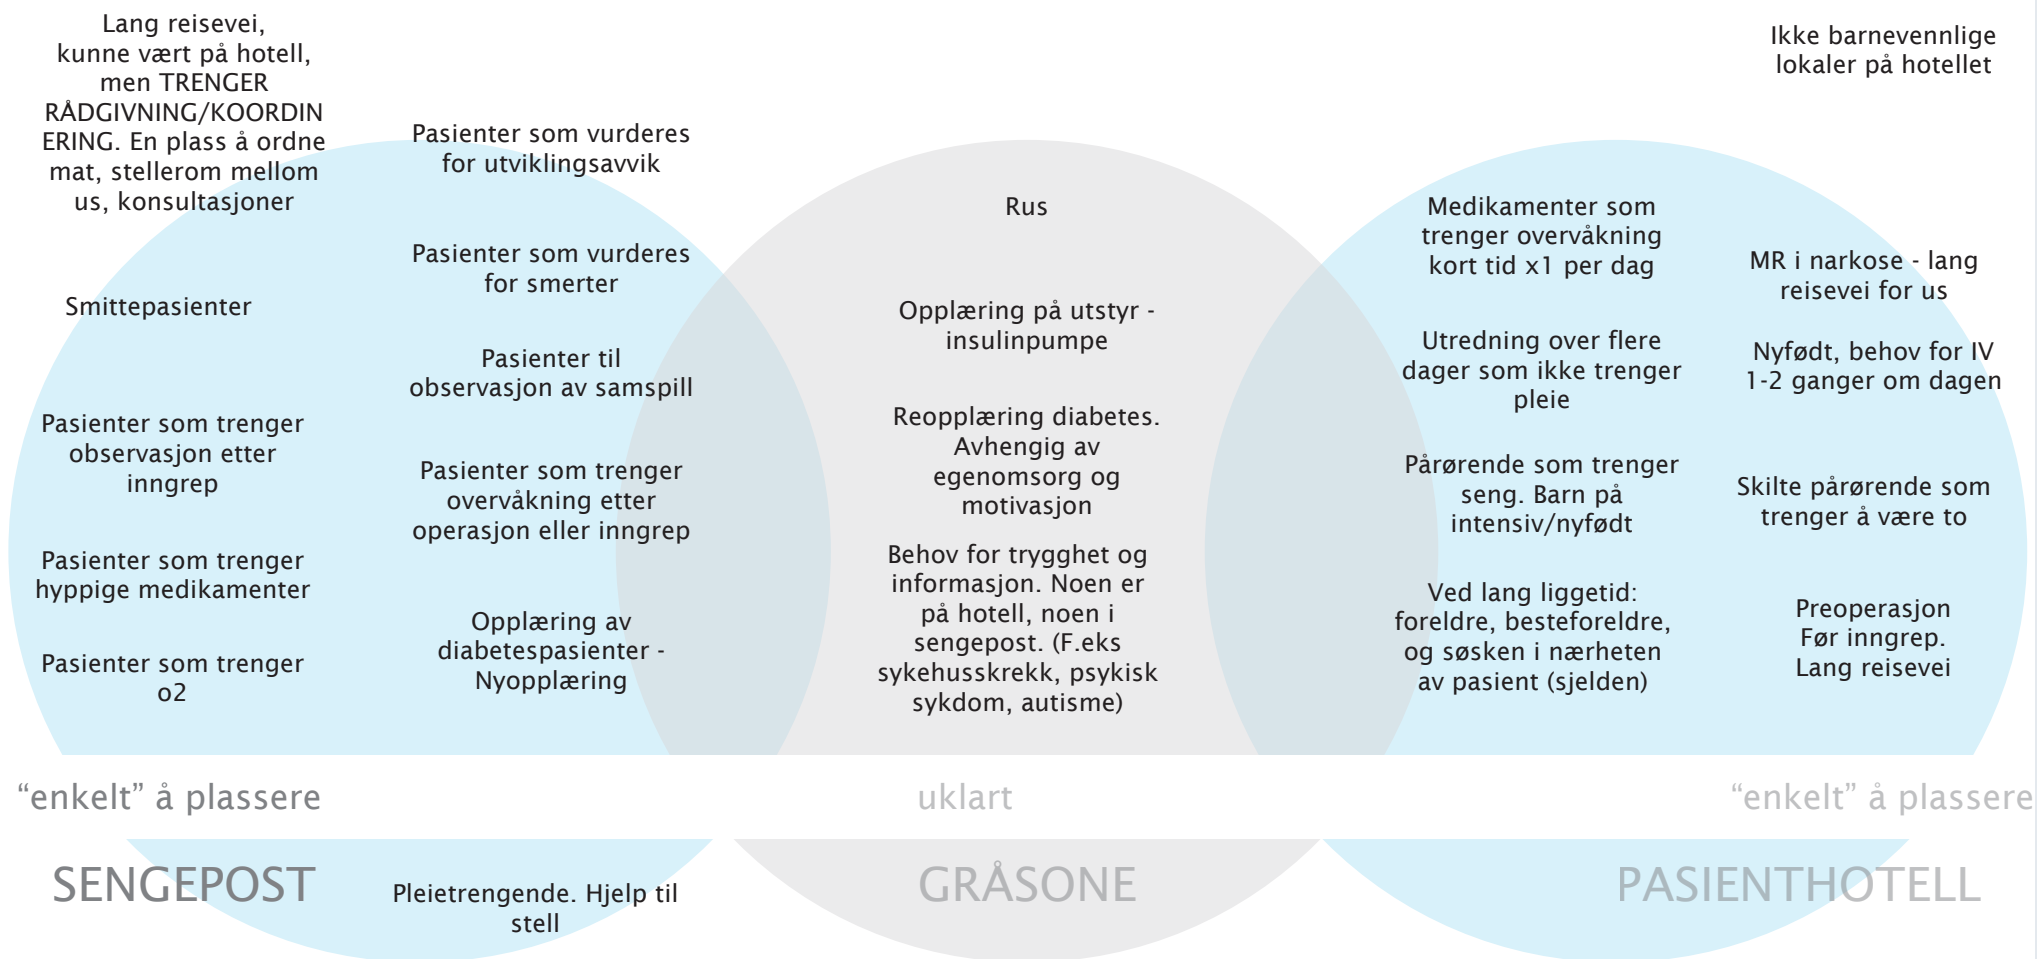 Lang reisevei,
kunne vært på hotell,
men TRENGER
RÅDGIVNING/KOORDIN
ERING. En plass å ordne
mat, stellerom mellom
us, konsultasjoner
Smittepasienter
Pasienter som trenger
observasjon etter
inngrep
Pasienter som trenger
hyppige medikamenter
Pasienter som trenger
o2
Pasienter som vurderes
for utviklingsavvik
Pasienter som vurderes
for smerter
Pasienter til
observasjon av samspill
Pasienter som trenger
overvåkning etter
operasjon eller inngrep
Opplæring av
diabetespasienter -
Nyopplæring
Rus
Opplæring på utstyr -
insulinpumpe
Reopplæring diabetes.
Avhengig av
egenomsorg og
motivasjon
Behov for trygghet og
informasjon. Noen er
på hotell, noen i
sengepost. (F.eks
sykehusskrekk, psykisk
sykdom, autisme)
Medikamenter som
trenger overvåkning
kort tid x1 per dag
Utredning over flere
dager som ikke trenger
pleie
Pårørende som trenger
seng. Barn på
intensiv/nyfødt
Ved lang liggetid:
foreldre, besteforeldre,
og søsken i nærheten
av pasient (sjelden)
Ikke barnevennlige
lokaler på hotellet
MR i narkose - lang
reisevei for us
Nyfødt, behov for IV
1-2 ganger om dagen
Skilte pårørende som
trenger å være to
Preoperasjon
Før inngrep.
Lang reisevei
“enkelt” å plassere
uklart
“enkelt” å plassere
SENGEPOST
Pleietrengende. Hjelp til
stell
GRÅSONE
PASIENTHOTELL